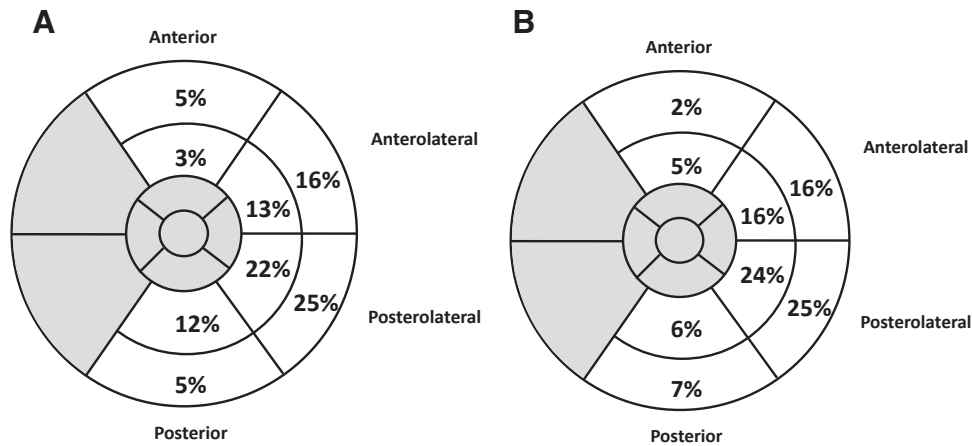 A
Anterior
5%
3%
Anterolateral
16%
13%
22%
25%
12%
Posterolateral
5%
Posterior
B
Anterior
2%
5%
Anterolateral
16%
16%
24%
25%
6%
Posterolateral
7%
Posterior